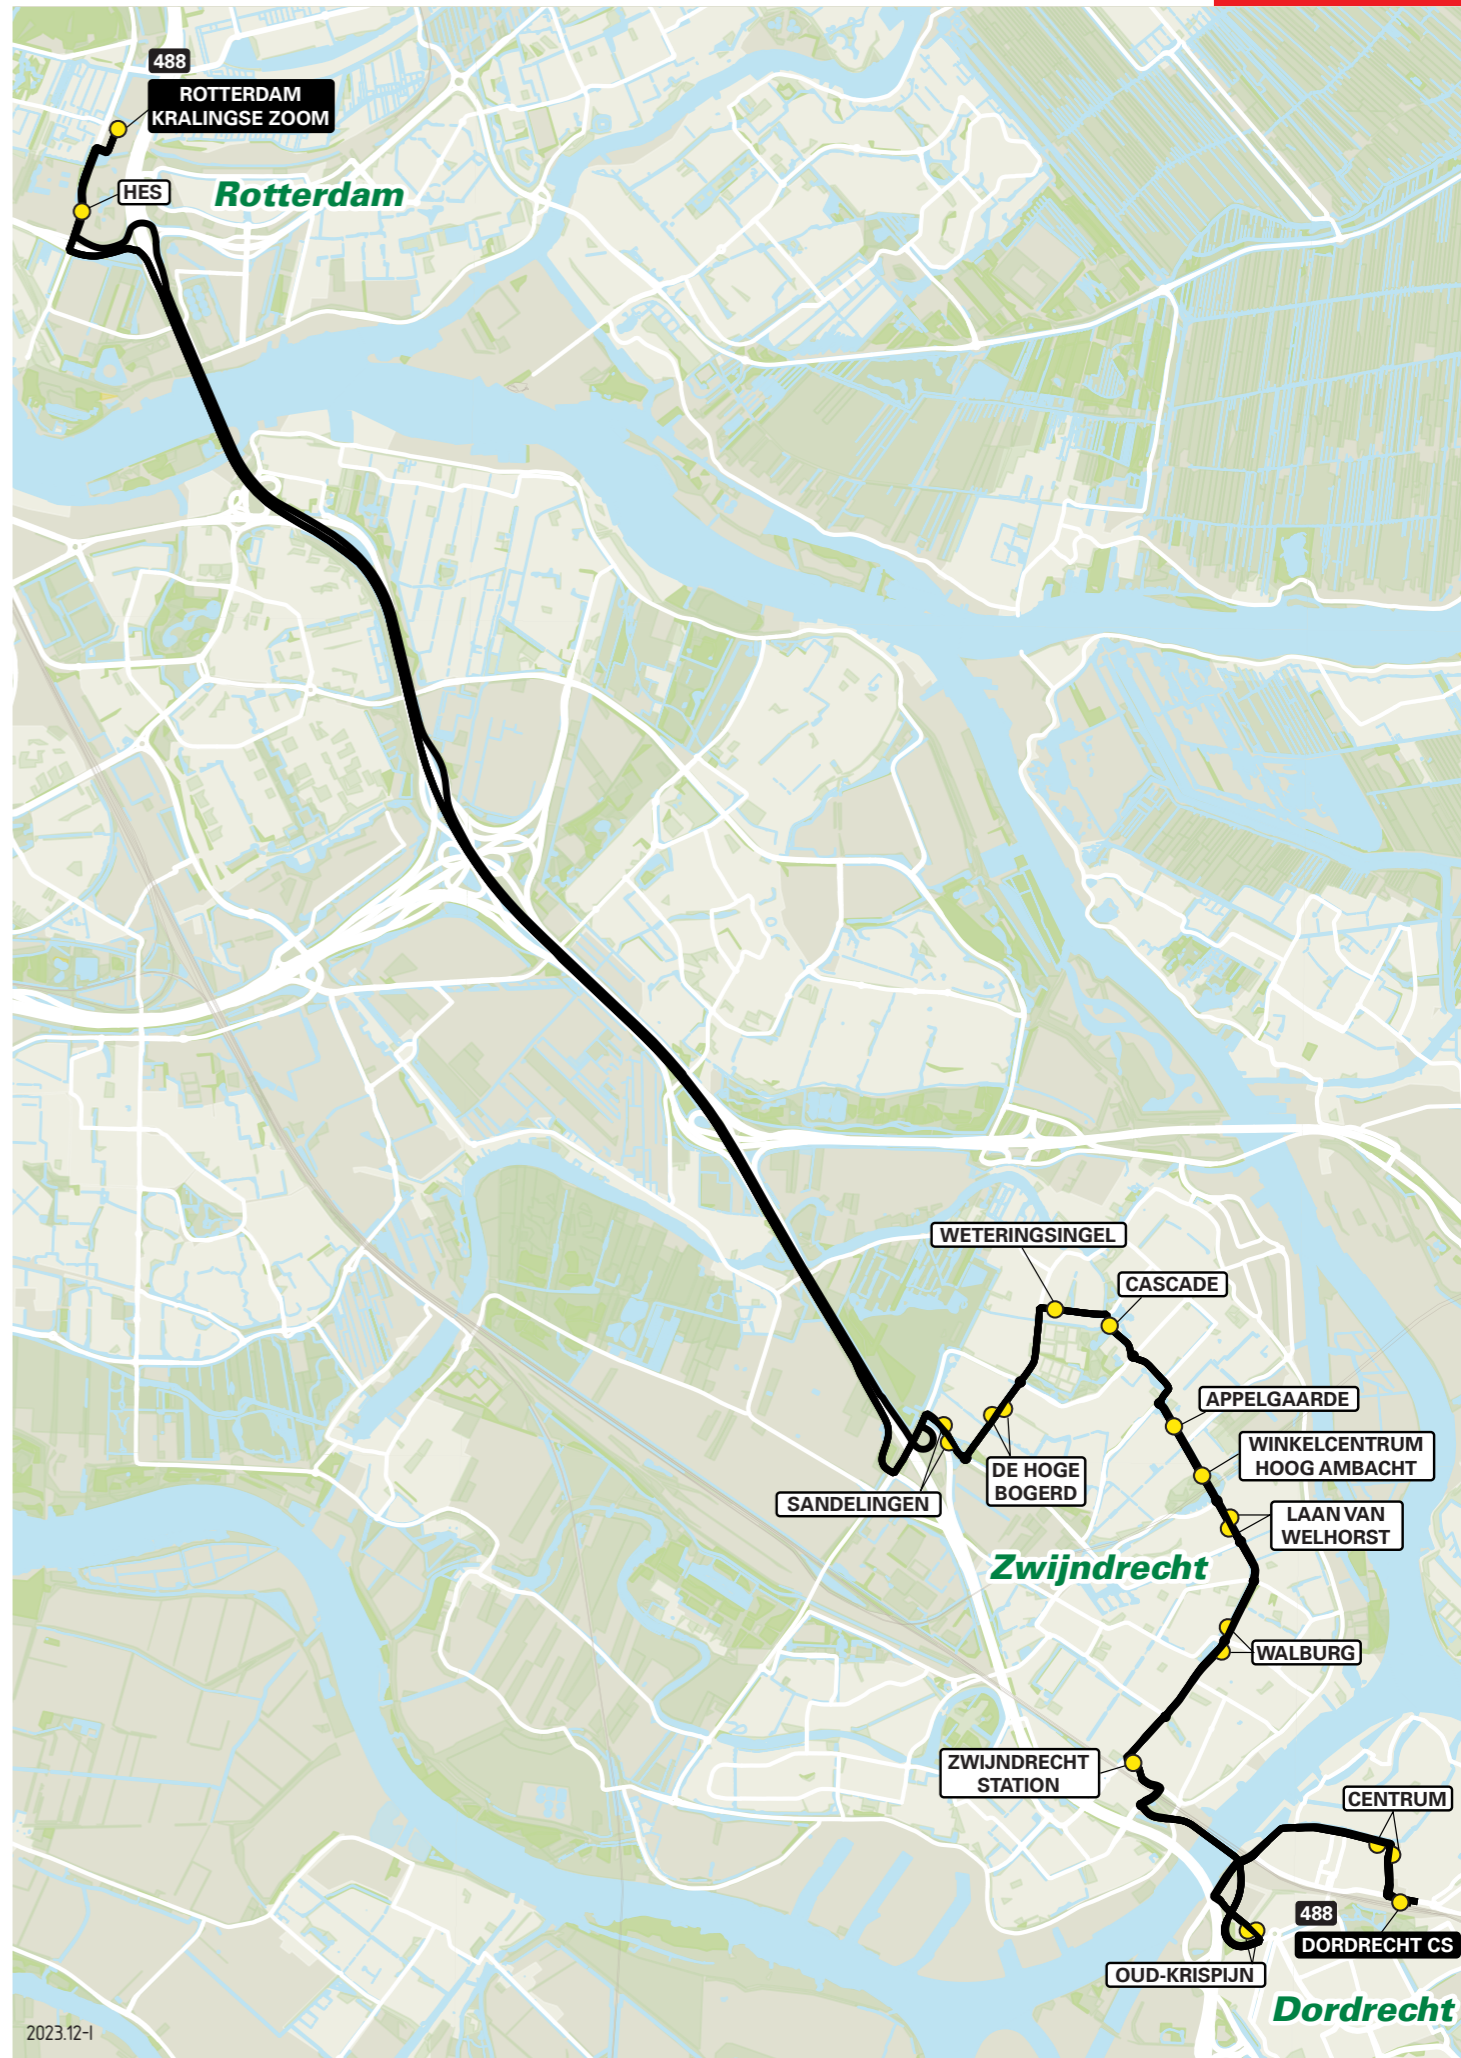 488
ROTTERDAM
KRALINGSE ZOOM
HES
Rotterdam
WETERINGSINGEL
CASCADE
APPELGAARDE
WINKELCENTRUM
HOOG AMBACHT
DE HOGE
BOGERD
SANDELINGEN
LAAN VAN
WELHORST
Zwijndrecht
WALBURG
ZWIJNDRECHT
STATION
CENTRUM
488
DORDRECHT CS
OUD-KRISPIJN
Dordrecht
2023.12-I